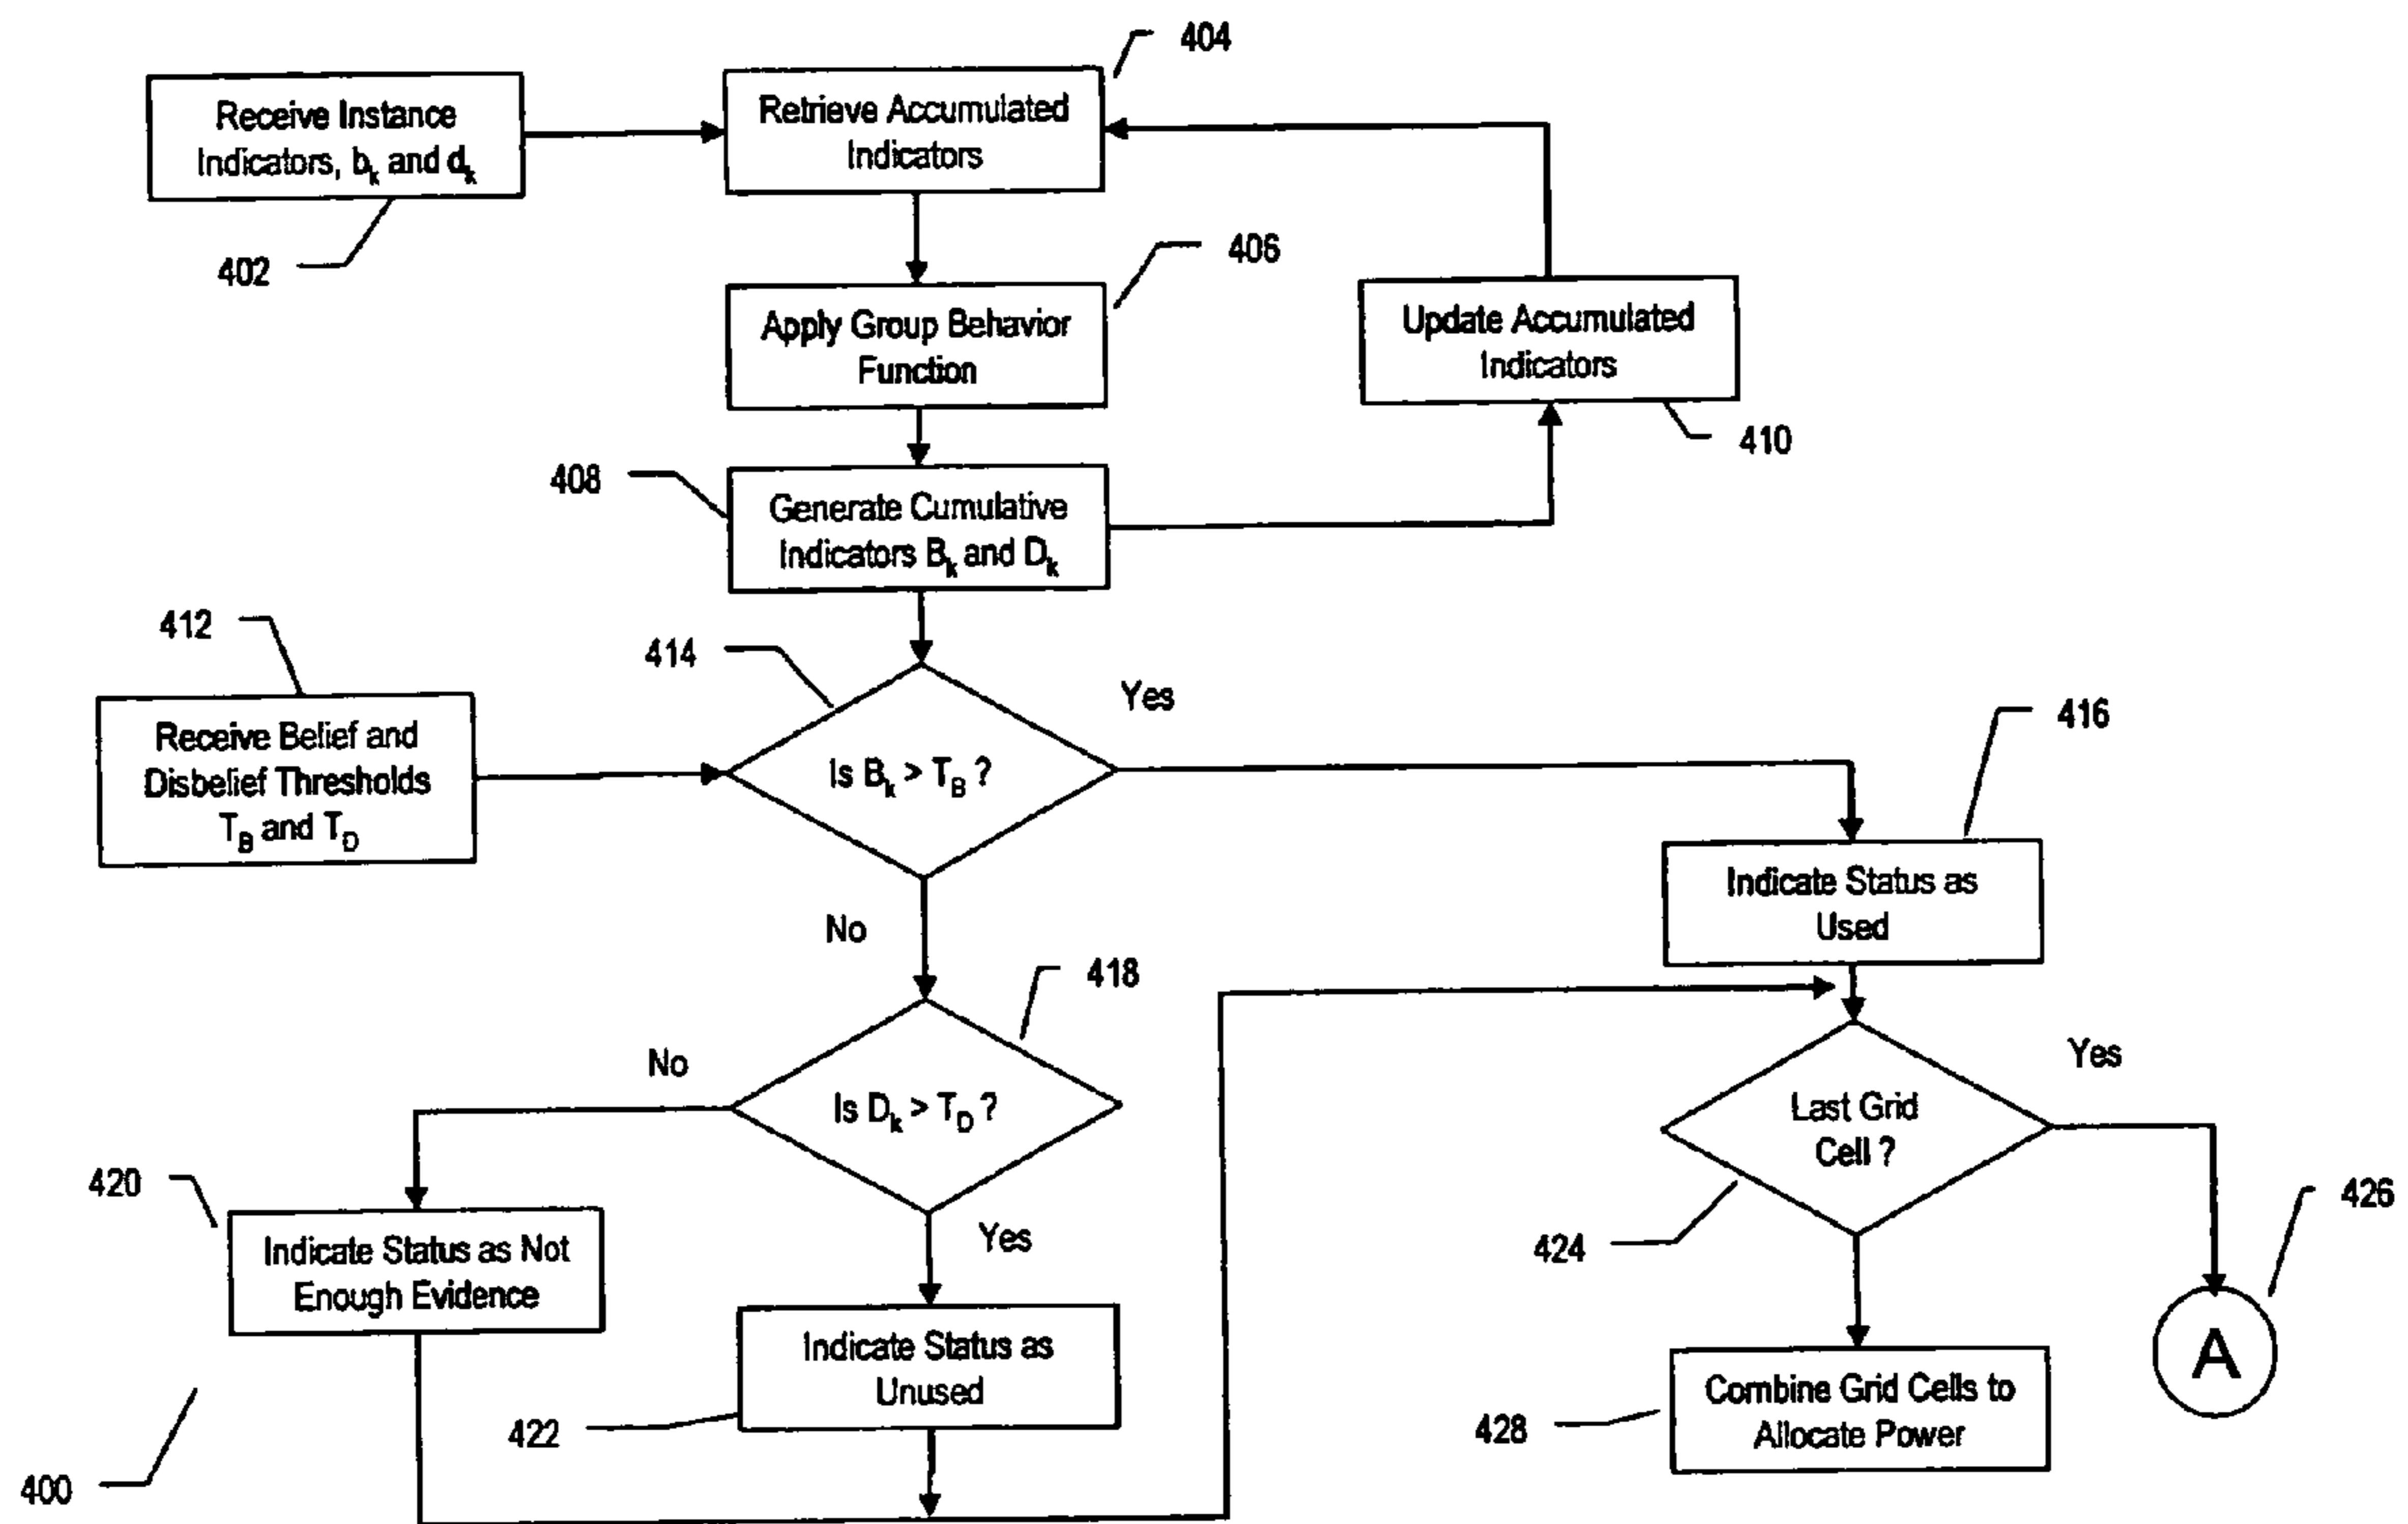 404
Receive Instance
Indicators, bk and dk
Retrieve Accumulated
Indicators
402
406
Apply Group Behavior
Function
Update Accumulated
Indicators
410
408
Generate Cumulative
Indicators Bk and Dk
412
414
Yes
416
Receive Belief and
Disbelief Thresholds
TB and TD
Is Bk > TB ?
Indicate Status as
Used
No
418
No
Yes
Is Dk > TD ?
Last Grid
Cell ?
420
426
Yes
424
Indicate Status as Not
Enough Evidence
Indicate Status as
Unused
A
Combine Grid Cells to
Allocate Power
422
428
400